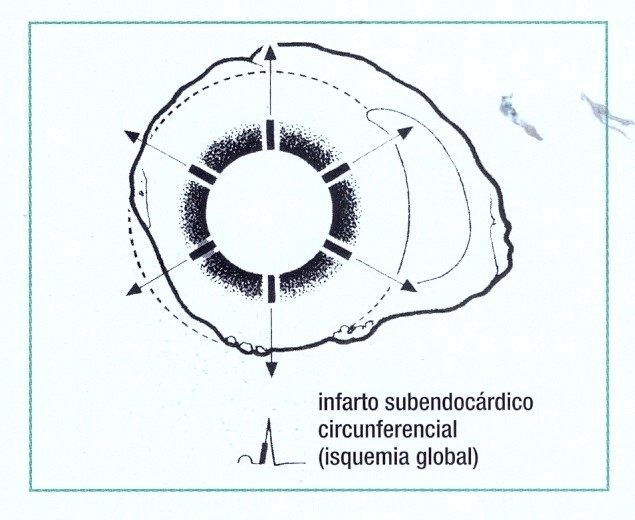 infarto subendocárdico
circunferencial
(isquemia global)